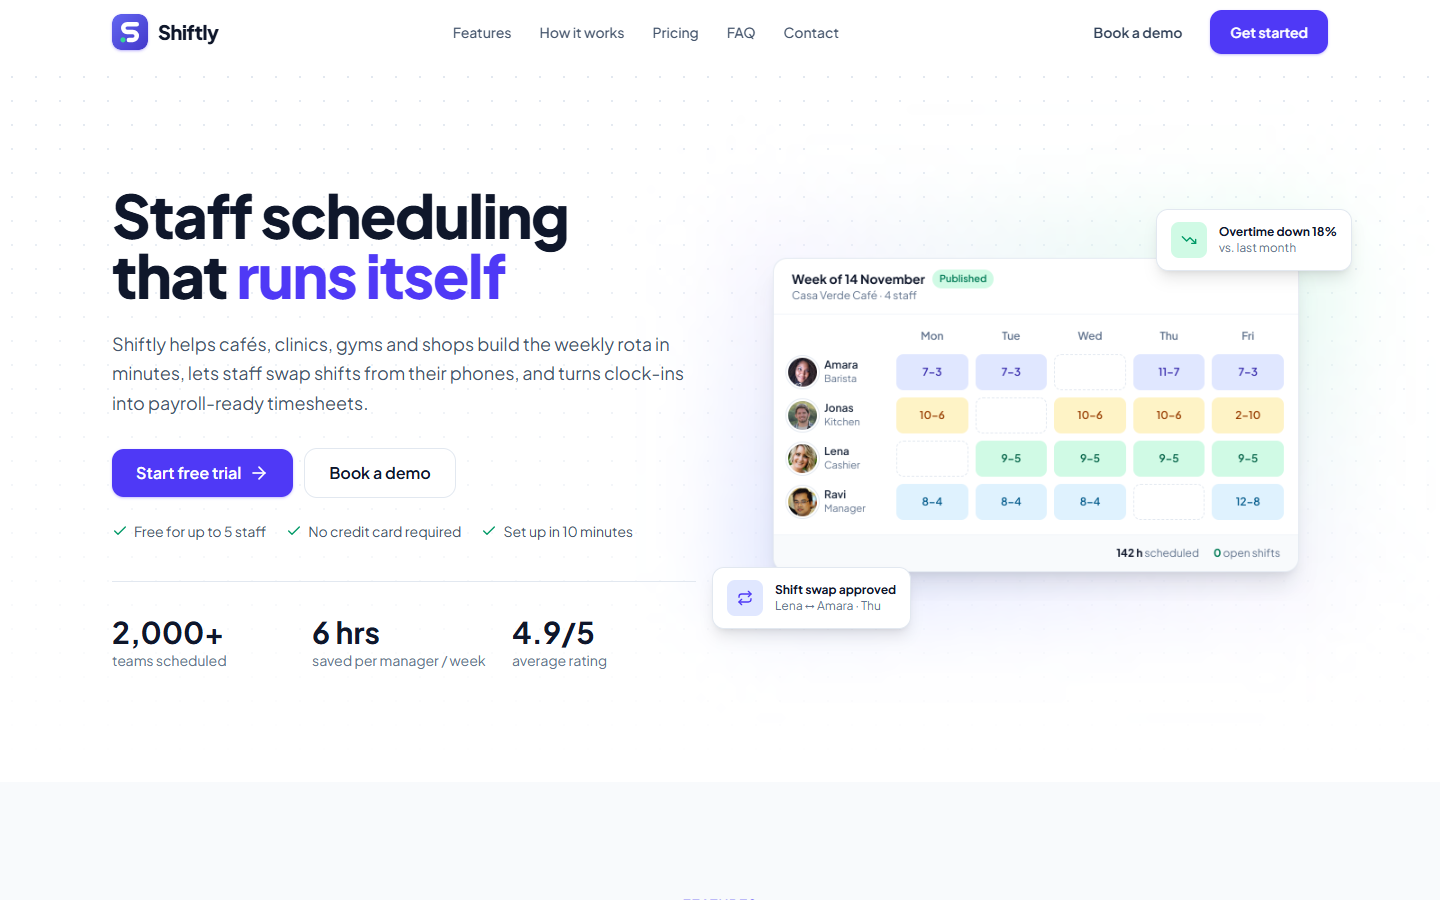 Shiftly
Features
How it works
Pricing
FAQ
Contact
Book a demo
Get started
Staff scheduling
that runs itself
Shiftly helps cafés, clinics, gyms and shops build the weekly rota in
minutes, lets staff swap shifts from their phones, and turns clock-ins
into payroll-ready timesheets.
Start free trial
Book a demo
Free for up to 5 staff
No credit card required
Set up in 10 minutes
2,000+
teams scheduled
6 hrs
saved per manager / week
4.9/5
average rating
Overtime down 18%
vs. last month
Week of 14 November
Published
Casa Verde Café · 4 staff
Mon Tue Wed Thu Fri
Amara
Barista
7–3 7–3 11–7 7–3
Jonas
Kitchen
10–6 10–6 10–6 2–10
Lena
Cashier
9–5 9–5 9–5 9–5
Ravi
Manager
8–4 8–4 8–4 12–8
142 h scheduled 0 open shifts
Shift swap approved
Lena ↔ Amara · Thu